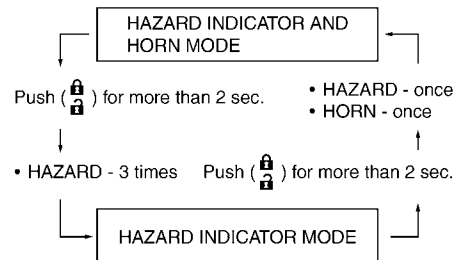 HAZARD INDICATOR AND
HORN MODE
Push (🔒🔓) for more than 2 sec.
• HAZARD - once
• HORN - once
• HAZARD - 3 times
Push (🔒🔓) for more than 2 sec.
HAZARD INDICATOR MODE